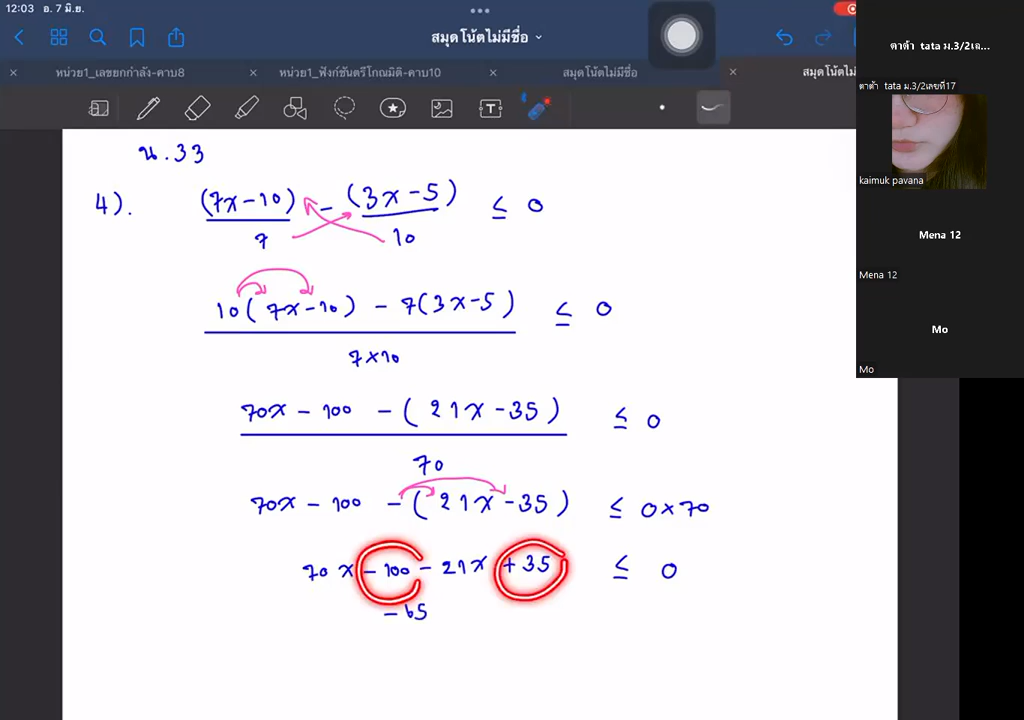 12:03 อ. 7 มิ.ย.
สมุดโน้ตไม่มีชื่อ
หน่วย1_เลขยกกำลัง-คาบ8
หน่วย1_ฟังก์ชันตรีโกณมิติ-คาบ10
สมุดโน้ตไม่มีชื่อ
สมุดโน้ตไม่
ตาต้า tata ม.3/2เล...
ตาต้า tata ม.3/2เลขที่17
kaimuk pavana
Mena 12
Mena 12
Mo
Mo
น.33
4). (7x-10)/7 - (3x-5)/10 ≤ 0
10(7x-10) - 7(3x-5) ≤ 0
7×10
70x - 100 - (21x-35) ≤ 0
70
70x - 100 - (21x-35) ≤ 0×70
70x - 100 - 21x + 35 ≤ 0
-65